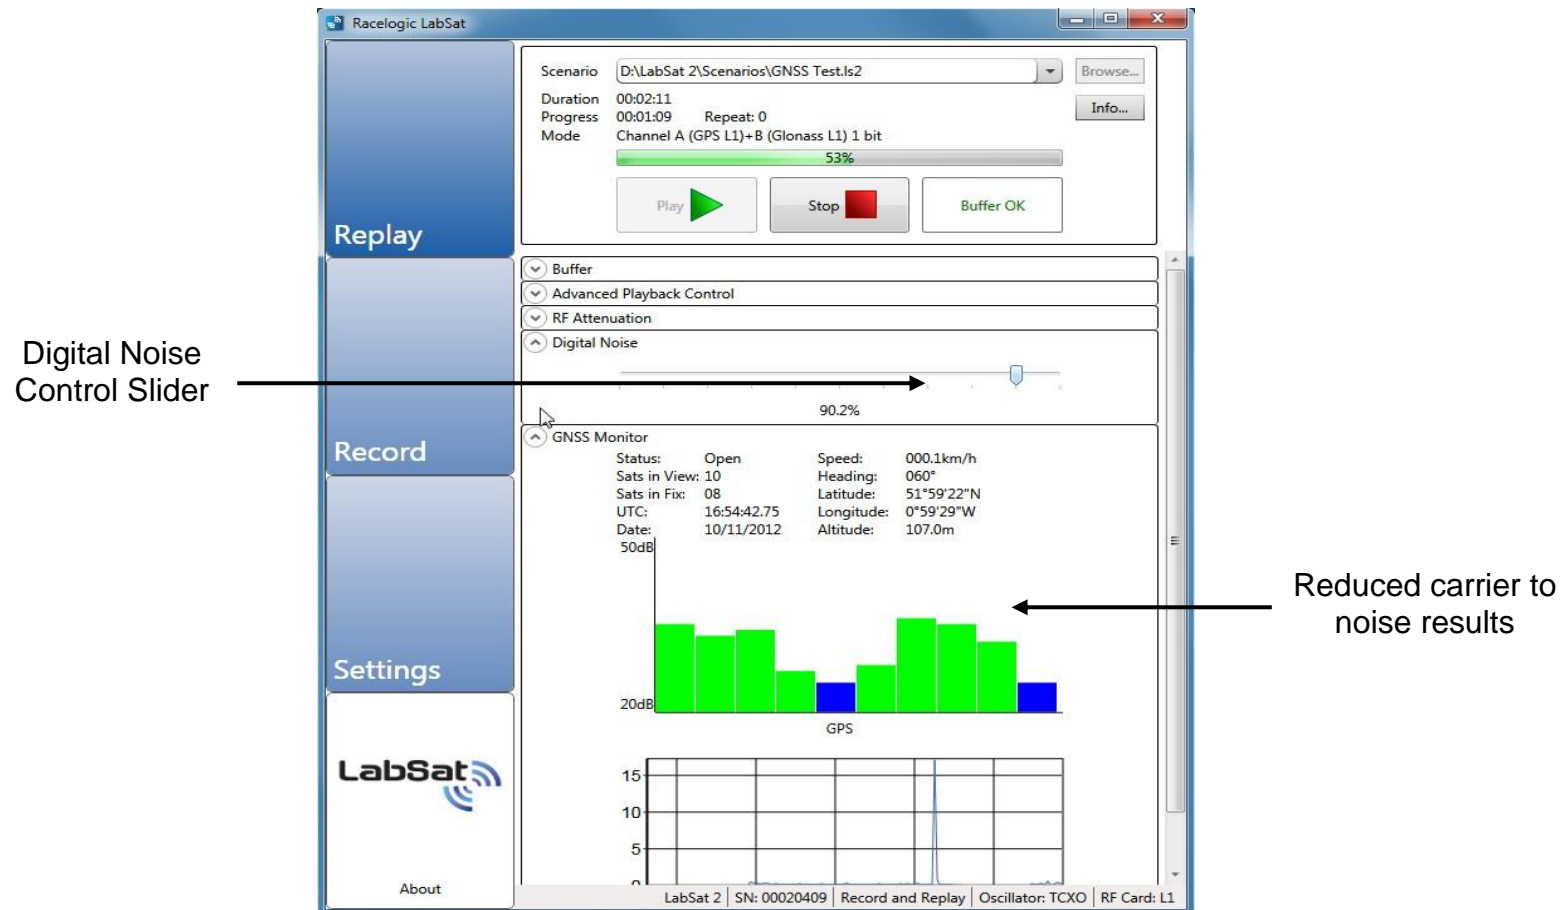 Racelogic LabSat
Scenario D:\LabSat 2\Scenarios\GNSS Test.ls2 Browse...
Duration 00:02:11 Info...
Progress 00:01:09 Repeat: 0
Mode Channel A (GPS L1)+B (Glonass L1) 1 bit
53%
Play Stop Buffer OK
Replay
Buffer
Advanced Playback Control
RF Attenuation
Digital Noise
90.2%
Digital Noise
Control Slider
Record
GNSS Monitor
Status: Open Speed: 000.1km/h
Sats in View: 10 Heading: 060°
Sats in Fix: 08 Latitude: 51°59'22"N
UTC: 16:54:42.75 Longitude: 0°59'29"W
Date: 10/11/2012 Altitude: 107.0m
50dB
20dB
GPS
Reduced carrier to
noise results
Settings
LabSat
15
10
5
0
About
LabSat 2 SN: 00020409 Record and Replay Oscillator: TCXO RF Card: L1